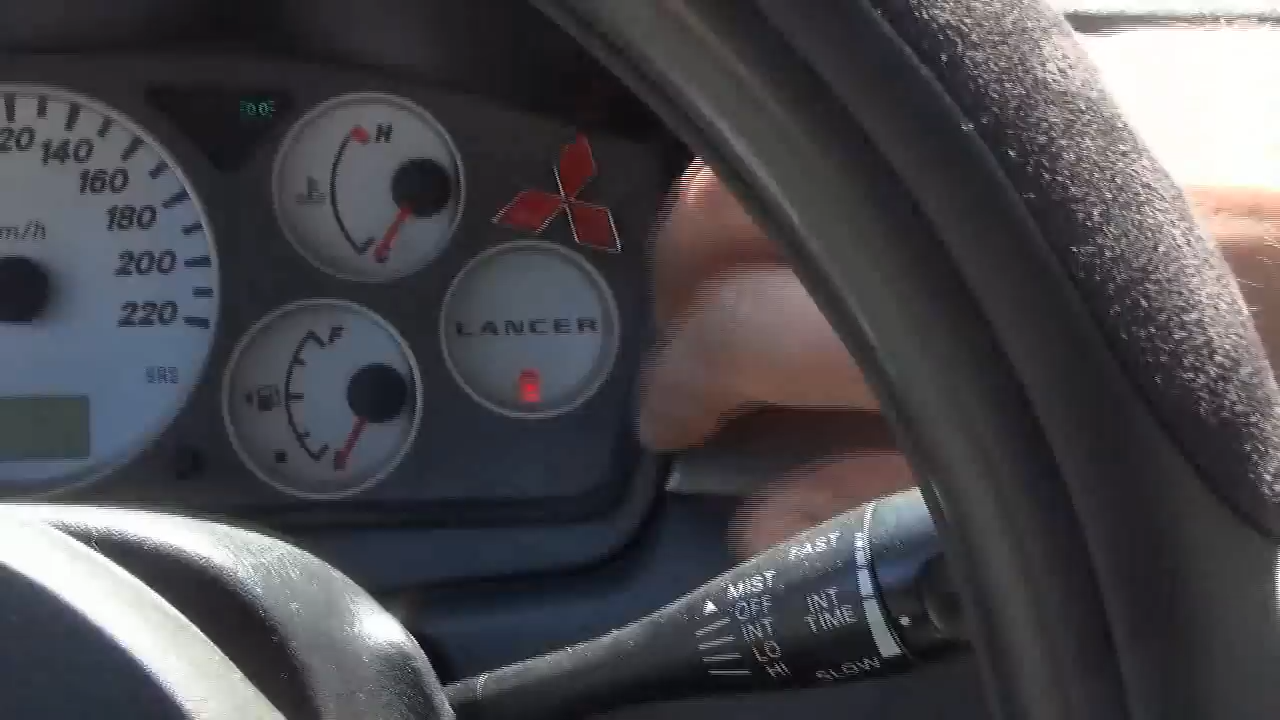 20
140
160
180
200
220
m/h
H
F
LANCER
FAST
MIST
OFF
INT
LO
HI
INT
TIME
SLOW